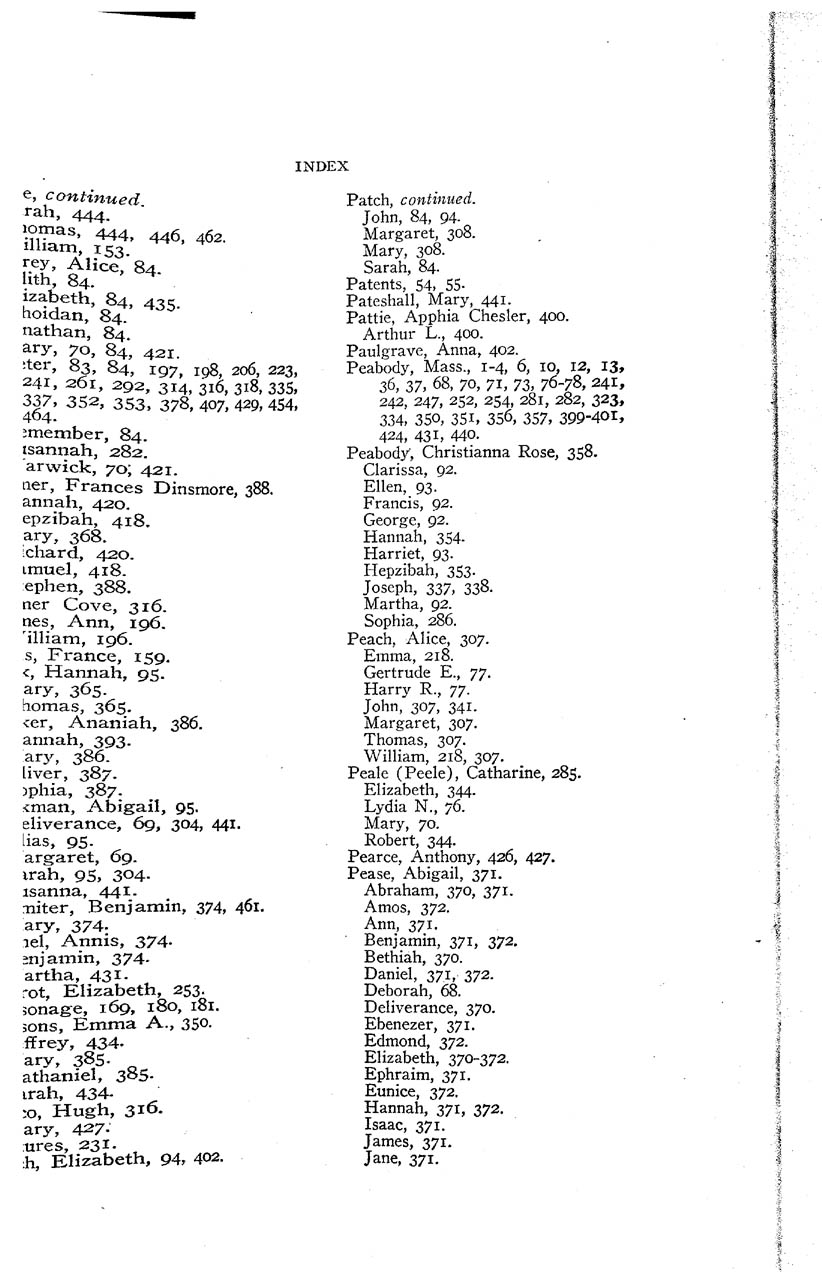 INDEX
e, continued.
rah, 444.
omas, 444, 446, 462.
illiam, 153.
rey, Alice, 84.
lith, 84.
izabeth, 84, 435.
hoidan, 84.
nathan, 84.
ary, 70, 84, 421.
ter, 83, 84, 197, 198, 206, 223,
241, 261, 292, 314, 316, 318, 335,
337, 352, 353, 378, 407, 429, 454,
464.
emember, 84.
usannah, 282.
arwick, 70, 421.
ner, Frances Dinsmore, 388.
annah, 420.
epzibah, 418.
ary, 368.
ichard, 420.
amuel, 418.
ephen, 388.
ner Cove, 316.
nes, Ann, 196.
illiam, 196.
s, France, 159.
k, Hannah, 95.
ary, 365.
homas, 365.
ker, Ananiah, 386.
annah, 393.
ary, 386.
liver, 387.
ophia, 387.
kman, Abigail, 95.
eliverance, 69, 304, 441.
lias, 95.
argaret, 69.
arah, 95, 304.
usanna, 441.
miter, Benjamin, 374, 461.
ary, 374.
nel, Annis, 374.
enjamin, 374.
artha, 431.
rot, Elizabeth, 253.
sonage, 169, 180, 181.
sons, Emma A., 350.
ffrey, 434.
ary, 385.
athaniel, 385.
arah, 434.
co, Hugh, 316.
ary, 427.
tures, 231.
ch, Elizabeth, 94, 402.
Patch, continued.
John, 84, 94.
Margaret, 308.
Mary, 308.
Sarah, 84.
Patents, 54, 55.
Pateshall, Mary, 441.
Pattie, Apphia Chesler, 400.
Arthur L., 400.
Paulgrave, Anna, 402.
Peabody, Mass., 1-4, 6, 10, 12, 13,
36, 37, 68, 70, 71, 73, 76-78, 241,
242, 247, 252, 254, 281, 282, 323,
334, 350, 351, 356, 357, 399-401,
424, 431, 440.
Peabody, Christianna Rose, 358.
Clarissa, 92.
Ellen, 93.
Francis, 92.
George, 92.
Hannah, 354.
Harriet, 93.
Hepzibah, 353.
Joseph, 337, 338.
Martha, 92.
Sophia, 286.
Peach, Alice, 307.
Emma, 218.
Gertrude E., 77.
Harry R., 77.
John, 307, 341.
Margaret, 307.
Thomas, 307.
William, 218, 307.
Peale (Peele), Catharine, 285.
Elizabeth, 344.
Lydia N., 76.
Mary, 70.
Robert, 344.
Pearce, Anthony, 426, 427.
Pease, Abigail, 371.
Abraham, 370, 371.
Amos, 372.
Ann, 371.
Benjamin, 371, 372.
Bethiah, 370.
Daniel, 371, 372.
Deborah, 68.
Deliverance, 370.
Ebenezer, 371.
Edmond, 372.
Elizabeth, 370-372.
Ephraim, 371.
Eunice, 372.
Hannah, 371, 372.
Isaac, 371.
James, 371.
Jane, 371.